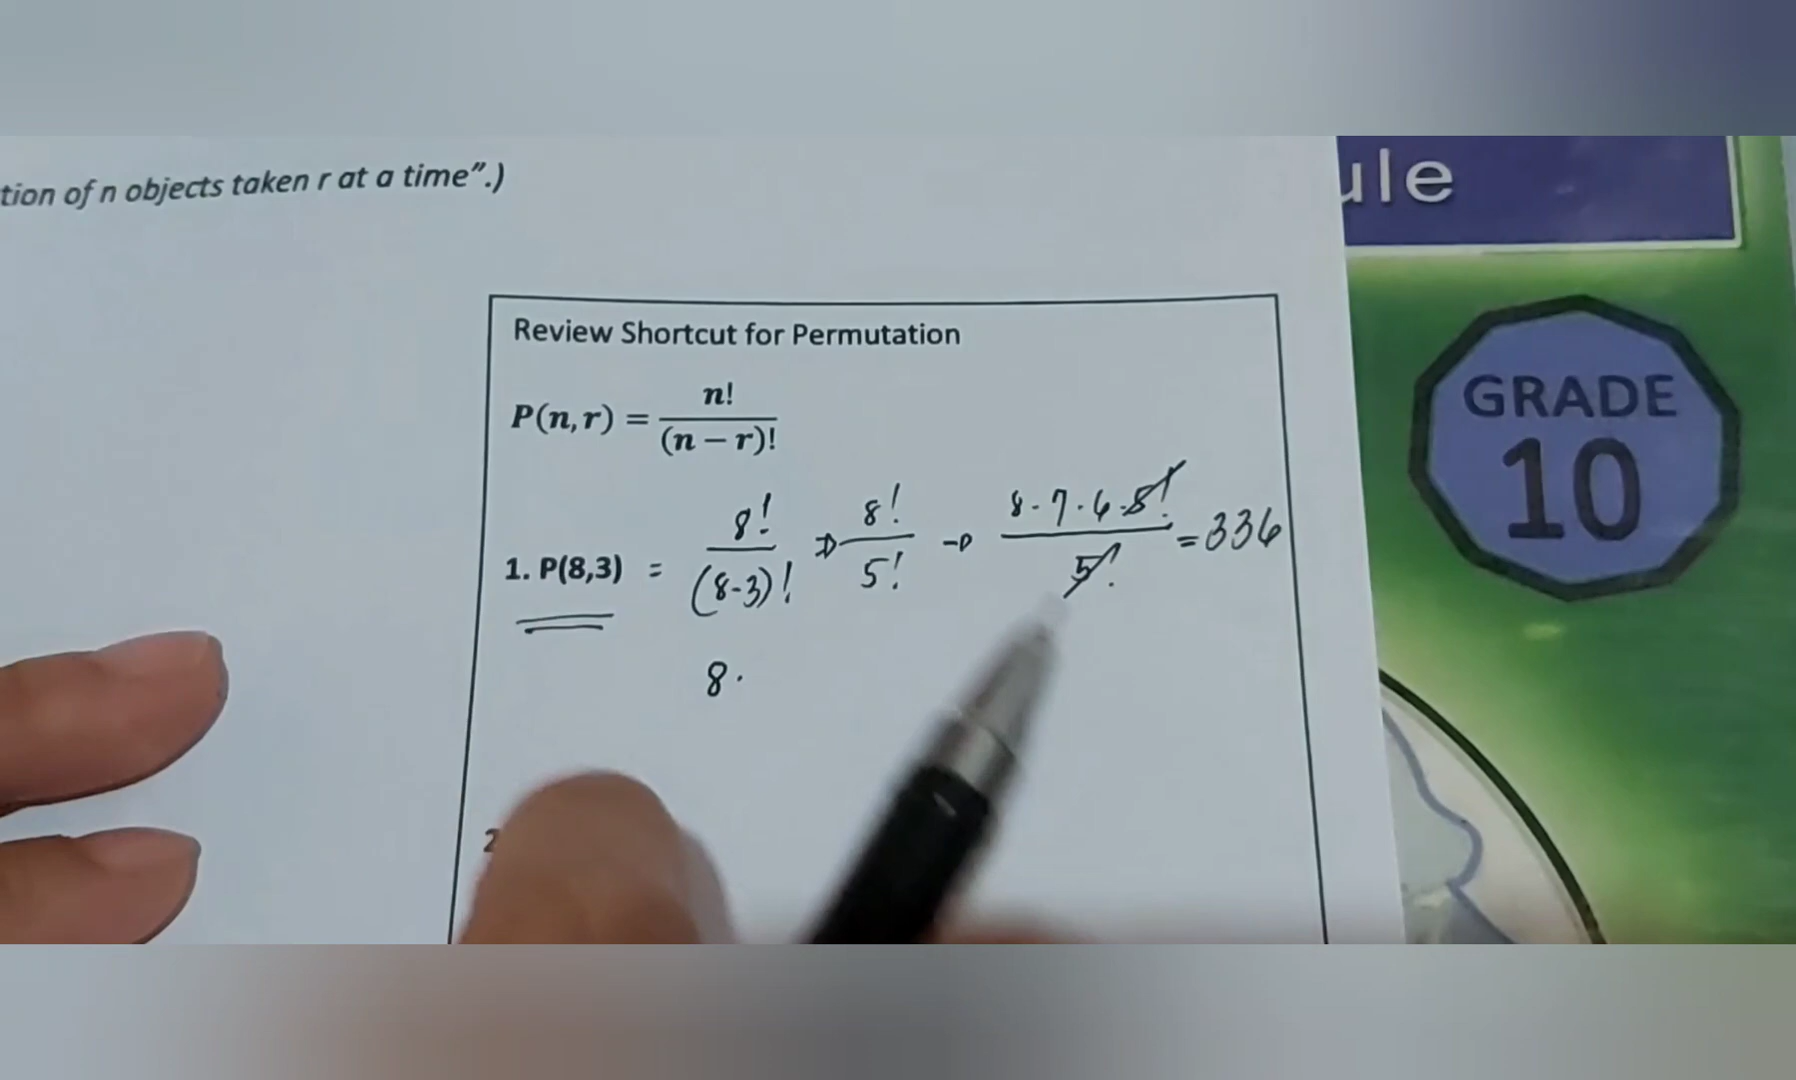 tion of n objects taken r at a time”.)
ule
GRADE
10
Review Shortcut for Permutation
P(n,r) = n! / (n − r)!
1. P(8,3) = 8! / (8-3)! ⇒ 8! / 5! → 8·7·6·5! / 5! = 336
8·
2